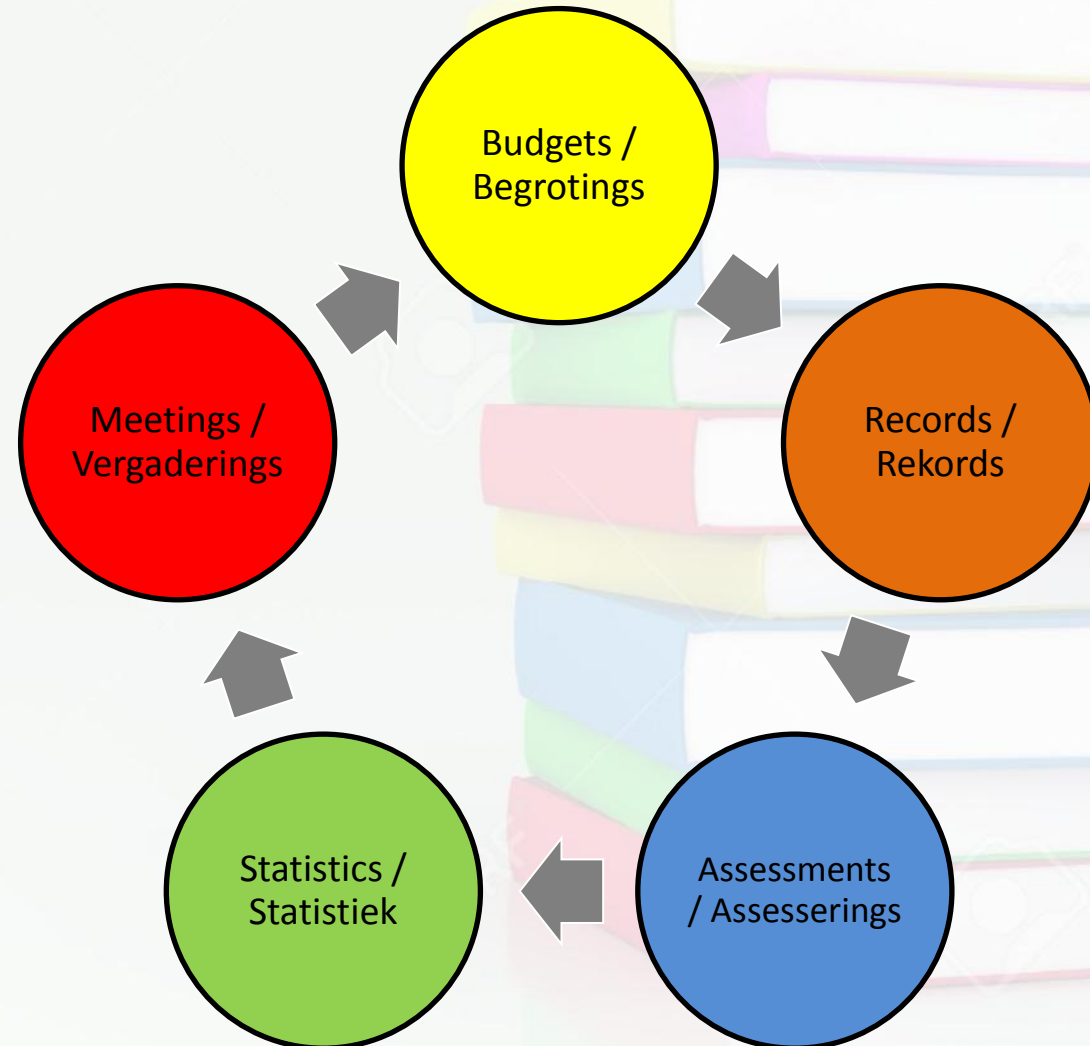 Budgets /
Begrotings
Records /
Rekords
Assessments
/ Assesserings
Statistics /
Statistiek
Meetings /
Vergaderings